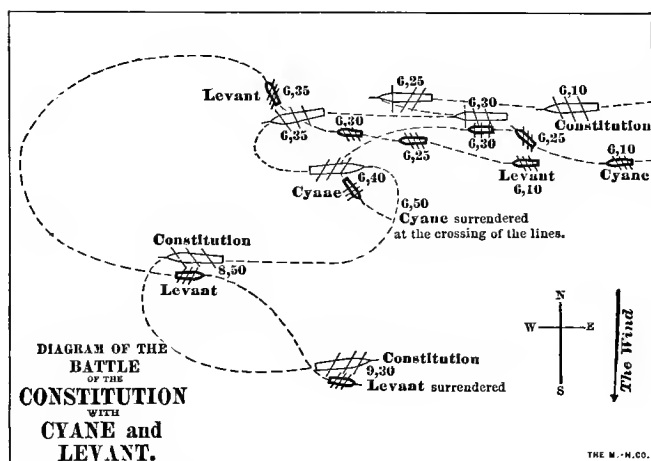 6,25
6,10
Levant
6,35
6,30
Constitution
6,35
6,30
6,30
6,25
6,25
6,10
Levant
Cyane
6,10
6,40
Cyane
6,50
Cyane surrendered
at the crossing of the lines.
Constitution
8,50
Levant
N
W E
S
The Wind
DIAGRAM OF THE
BATTLE
OF THE
CONSTITUTION
WITH
CYANE and
LEVANT.
Constitution
9,30
Levant surrendered
THE M.-N.CO.